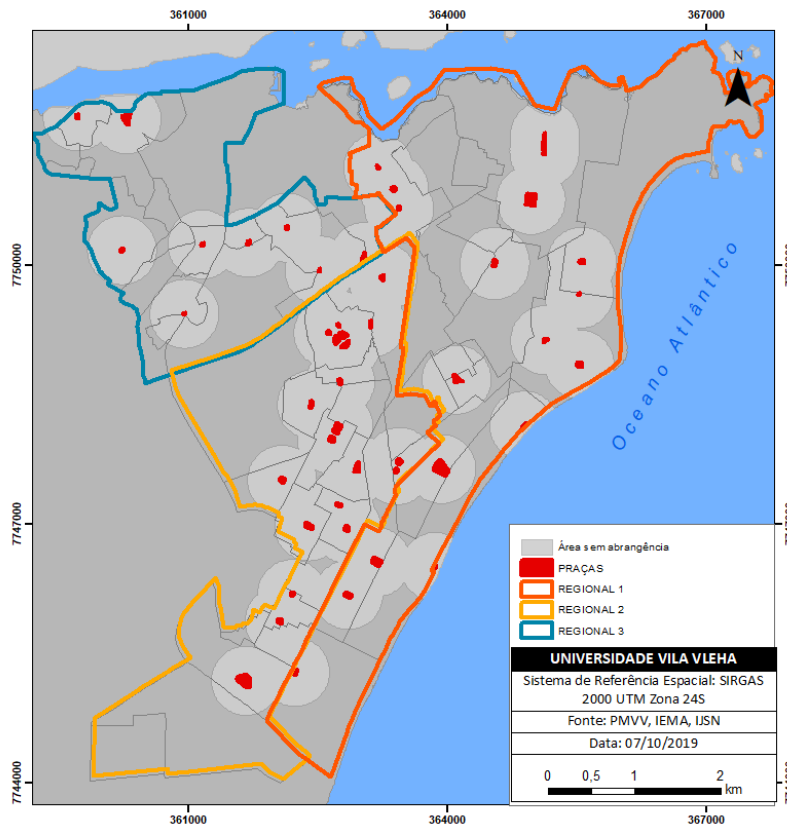 361000 364000 367000
N
7750000
Oceano Atlântico
7747000
Área sem abrangência
PRAÇAS
REGIONAL 1
REGIONAL 2
REGIONAL 3
UNIVERSIDADE VILA VLEHA
Sistema de Referência Espacial: SIRGAS
2000 UTM Zona 24S
Fonte: PMVV, IEMA, IJSN
Data: 07/10/2019
0 0,5 1 2
km
7744000
361000 364000 367000